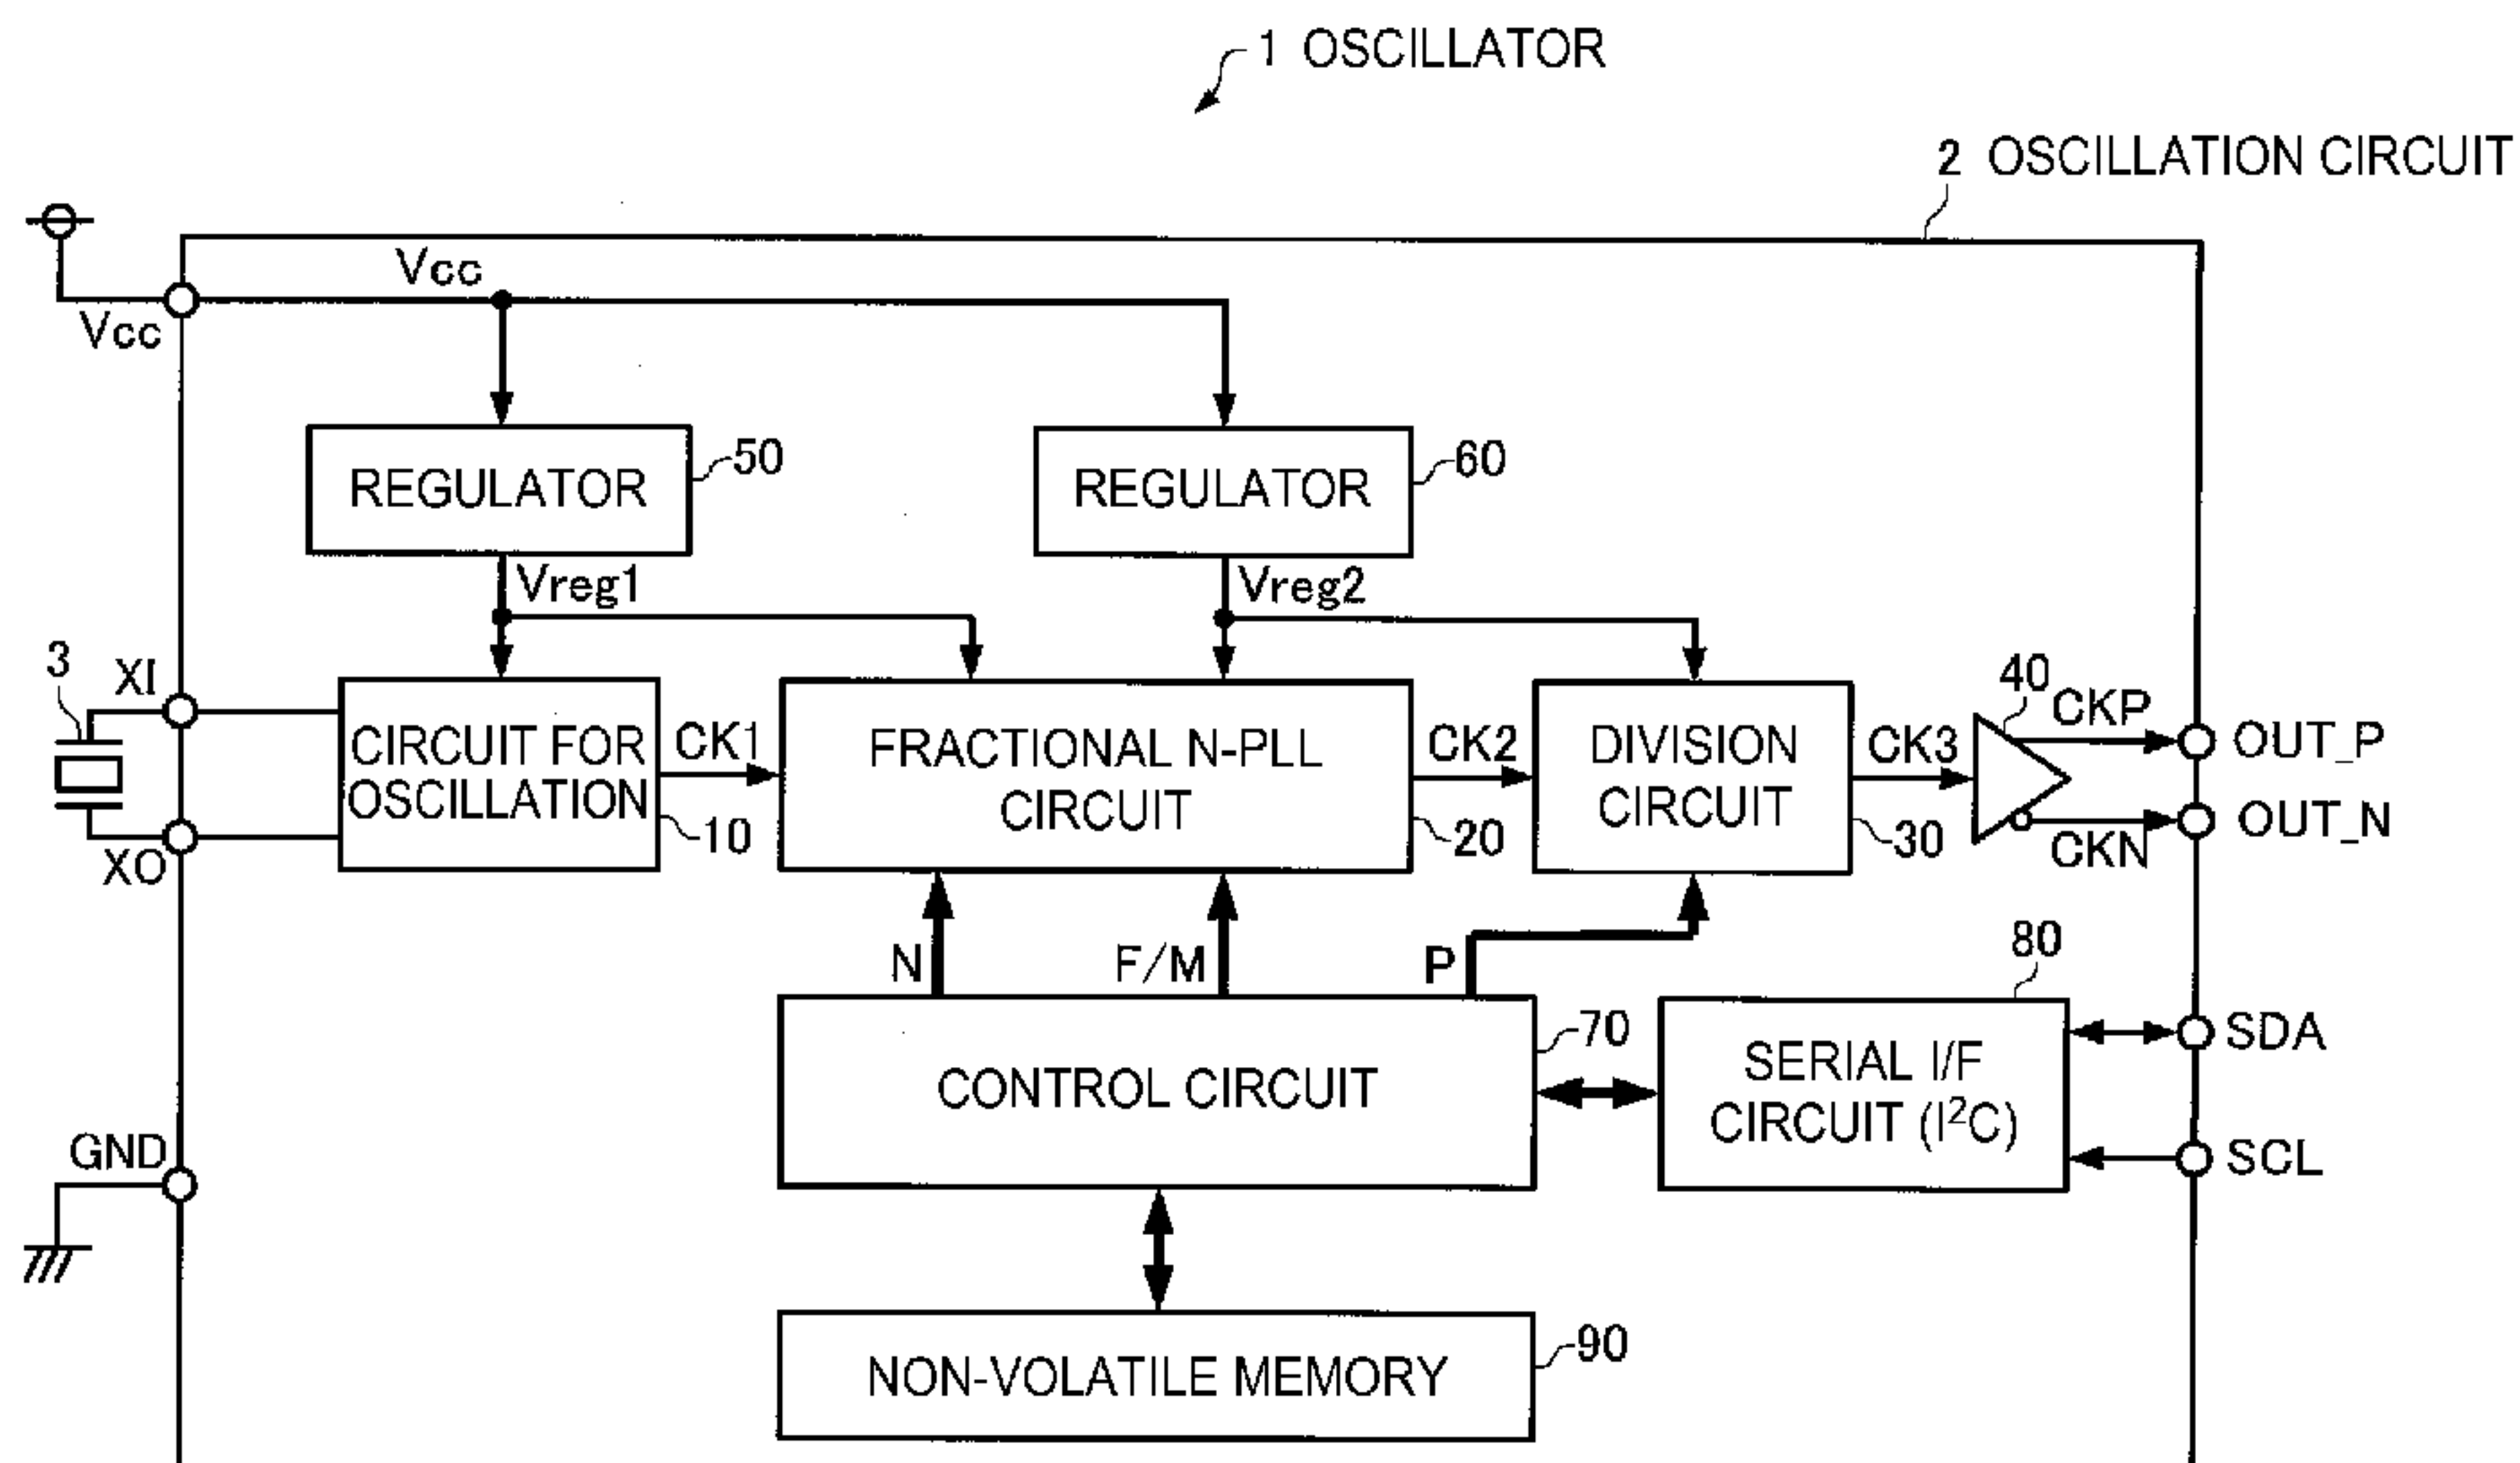 1 OSCILLATOR
2 OSCILLATION CIRCUIT
Vcc
Vcc
REGULATOR
50
REGULATOR
60
Vreg1
Vreg2
3
XI
XO
CIRCUIT FOR
OSCILLATION
10
CK1
FRACTIONAL N-PLL
CIRCUIT
20
CK2
DIVISION
CIRCUIT
30
CK3
40
CKP
CKN
OUT_P
OUT_N
N
F/M
P
CONTROL CIRCUIT
70
80
SERIAL I/F
CIRCUIT (I²C)
SDA
SCL
GND
NON-VOLATILE MEMORY
90